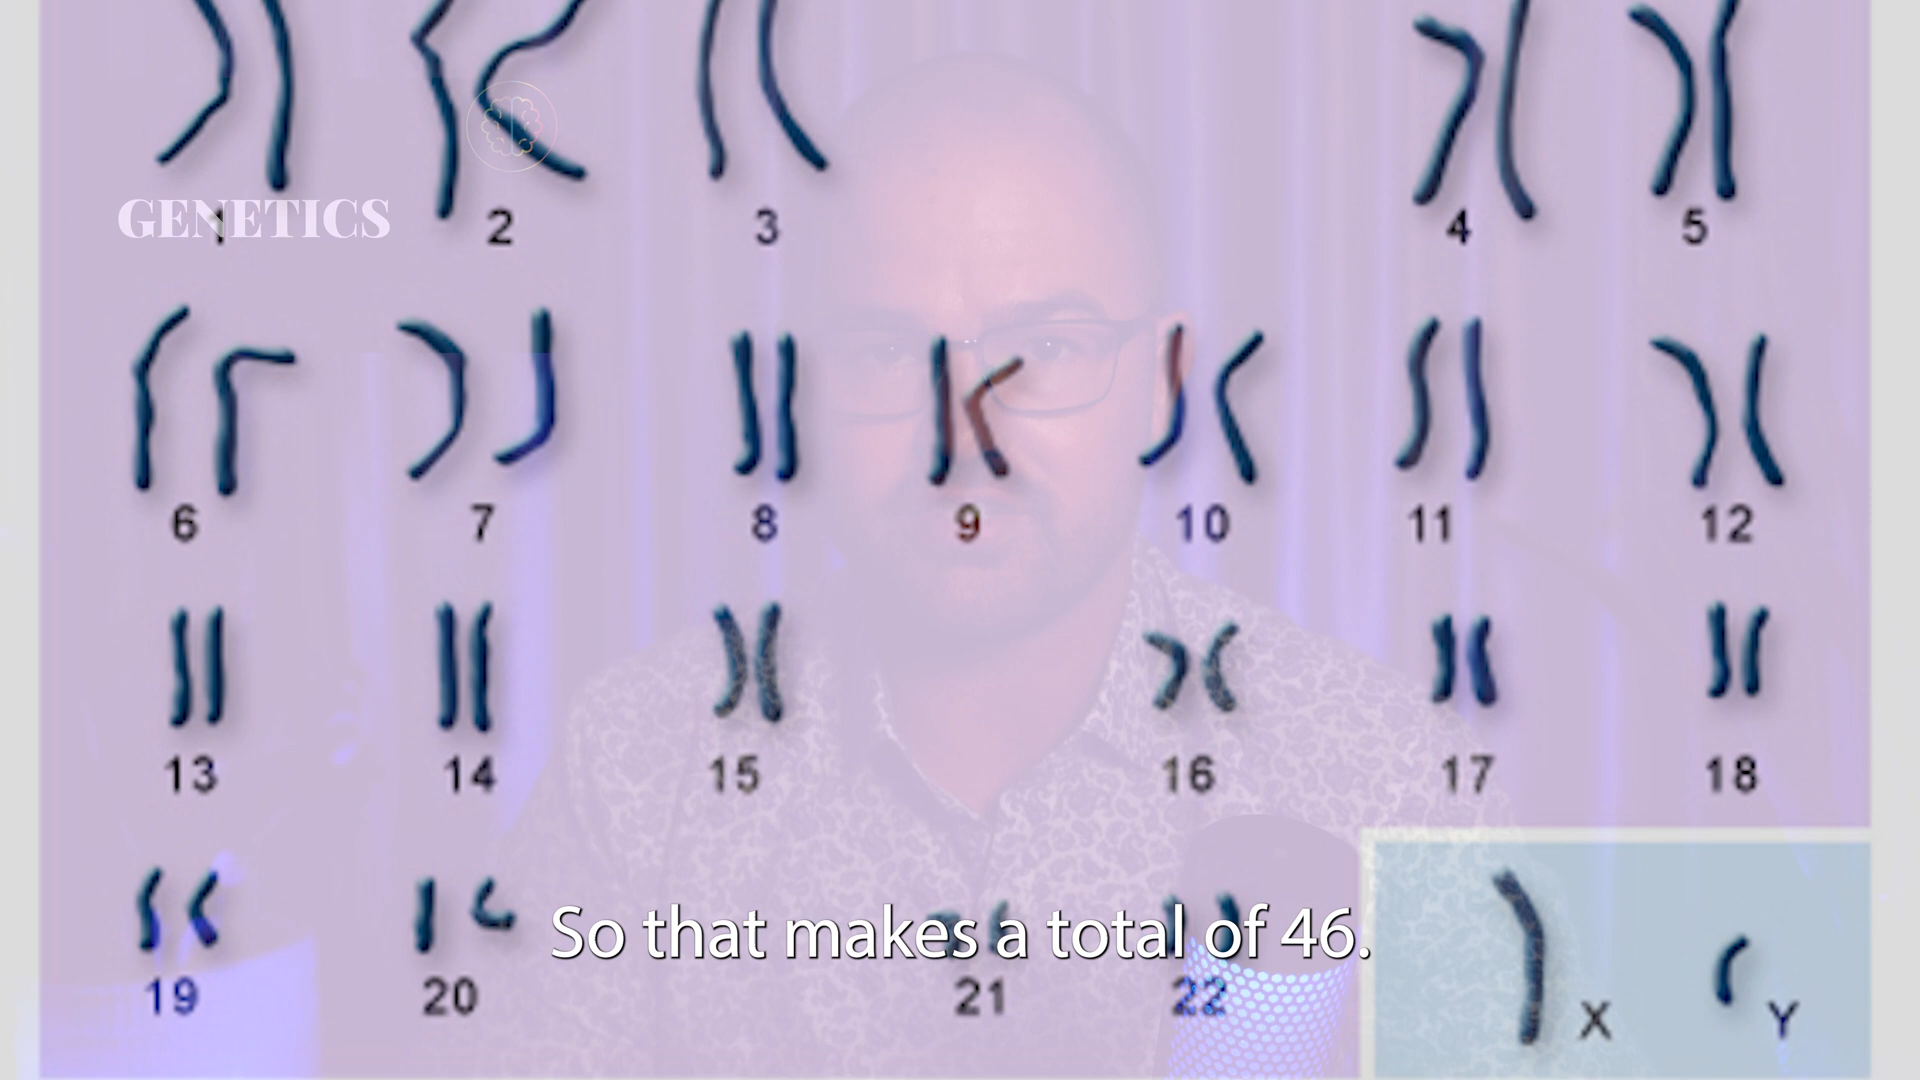 GENETICS
1 2 3 4 5
6 7 8 9 10 11 12
13 14 15 16 17 18
19 20 21 22 X Y
So that makes a total of 46.